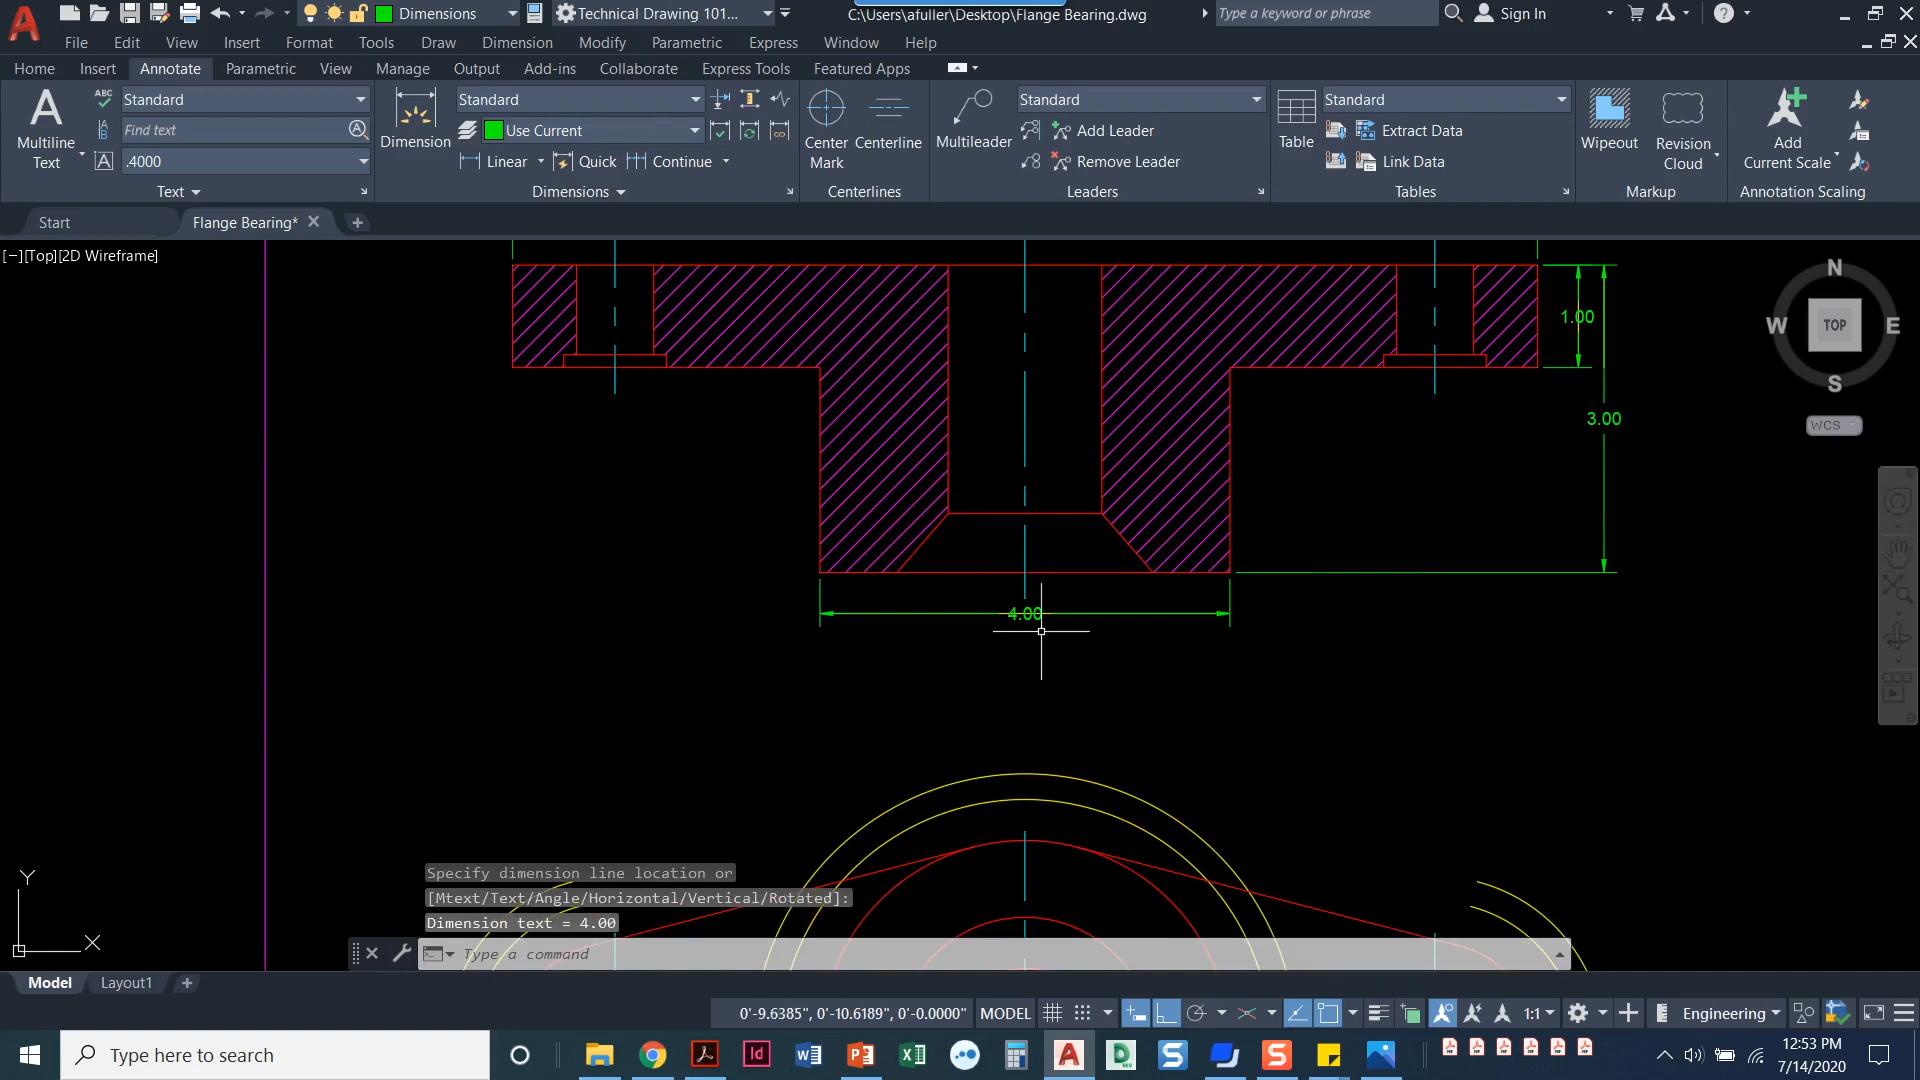 Dimensions
Technical Drawing 101...
C:\Users\afuller\Desktop\Flange Bearing.dwg
Type a keyword or phrase
Sign In
File Edit View Insert Format Tools Draw Dimension Modify Parametric Express Window Help
Home Insert Annotate Parametric View Manage Output Add-ins Collaborate Express Tools Featured Apps
Multiline Text
ABC
Standard
Find text
.4000
Text
Dimension
Standard
Use Current
Linear Quick Continue
Dimensions
Center Mark
Centerline
Centerlines
Multileader
Standard
Add Leader
Remove Leader
Leaders
Table
Standard
Extract Data
Link Data
Tables
Wipeout
Revision Cloud
Markup
Add Current Scale
Annotation Scaling
Start
Flange Bearing*
[−][Top][2D Wireframe]
N
W TOP E
S
WCS
1.00
3.00
4.00
Y
X
Specify dimension line location or
[Mtext/Text/Angle/Horizontal/Vertical/Rotated]:
Dimension text = 4.00
Type a command
Model Layout1
0'-9.6385", 0'-10.6189", 0'-0.0000" MODEL 1:1 Engineering
Type here to search
12:53 PM
7/14/2020